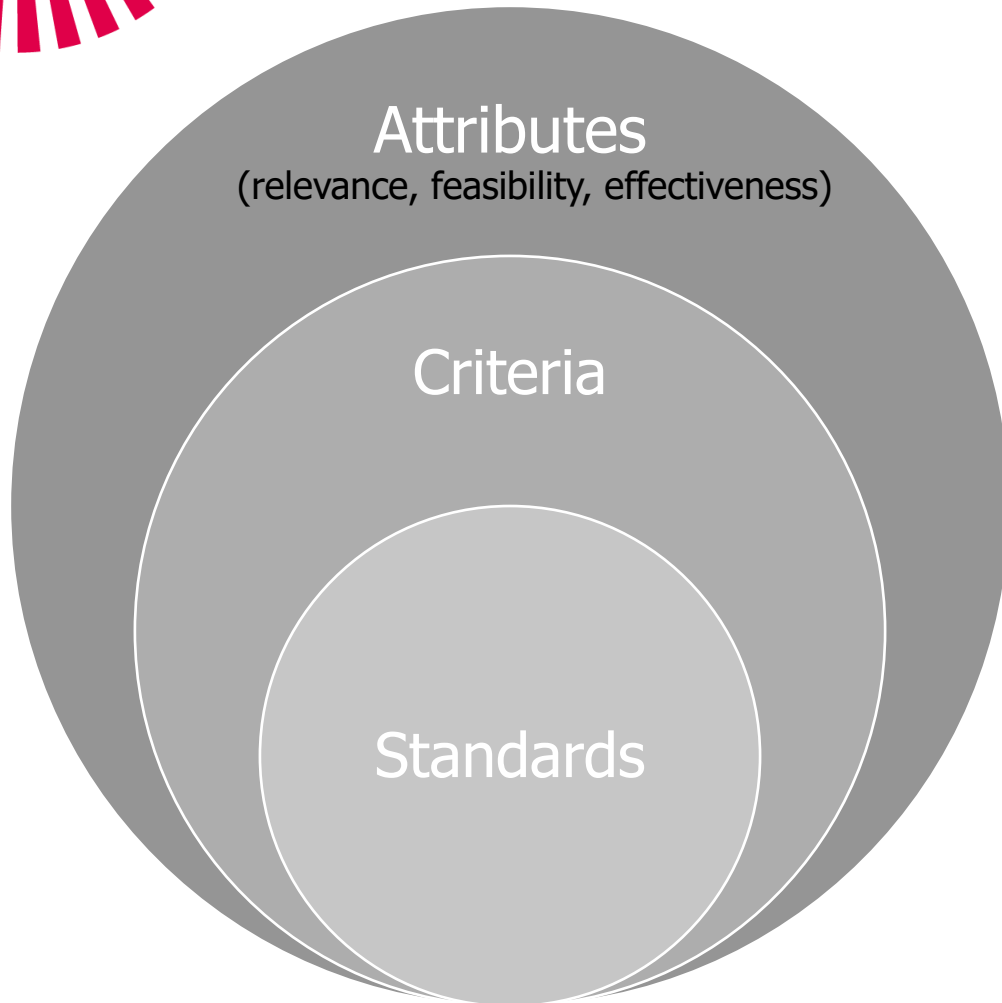 Attributes
(relevance, feasibility, effectiveness)
Criteria
Standards